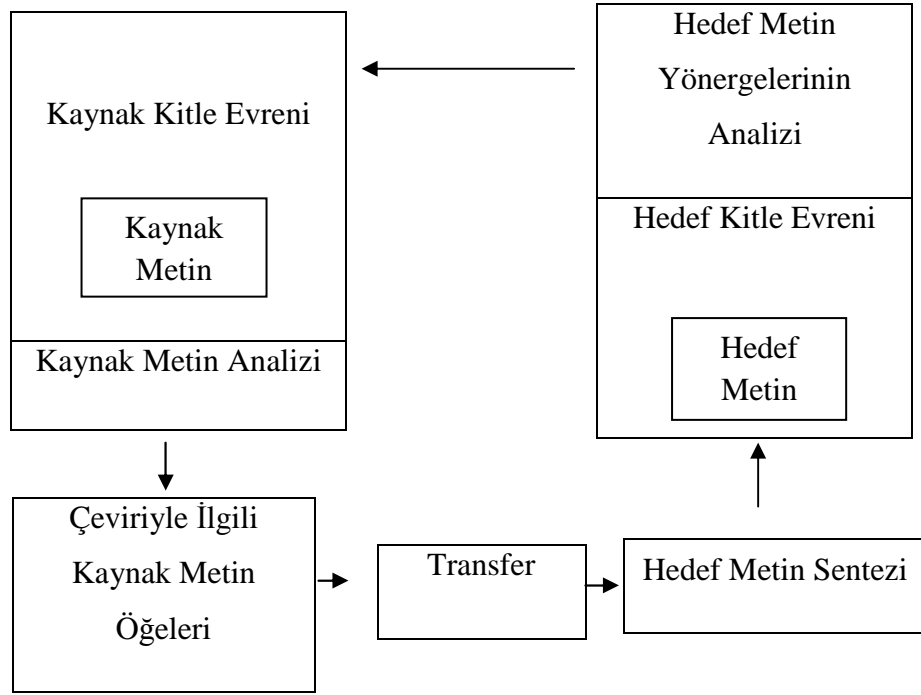 Kaynak Kitle Evreni
Kaynak
Metin
Kaynak Metin Analizi
Hedef Metin
Yönergelerinin
Analizi
Hedef Kitle Evreni
Hedef
Metin
Çeviriyle İlgili
Kaynak Metin
Öğeleri
Transfer
Hedef Metin Sentezi